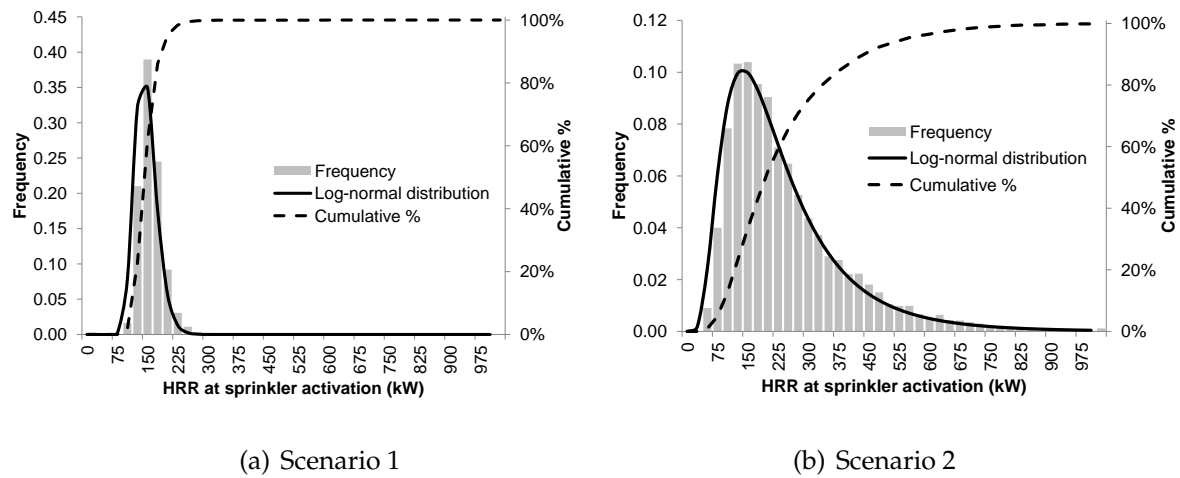 0.45
0.40
0.35
0.30
0.25
0.20
0.15
0.10
0.05
0.00
Frequency
100%
80%
60%
40%
20%
0%
Cumulative %
Frequency
Log-normal distribution
Cumulative %
0 75 150 225 300 375 450 525 600 675 750 825 900 975
HRR at sprinkler activation (kW)
(a) Scenario 1
0.12
0.10
0.08
0.06
0.04
0.02
0.00
Frequency
100%
80%
60%
40%
20%
0%
Cumulative %
Frequency
Log-normal distribution
Cumulative %
0 75 150 225 300 375 450 525 600 675 750 825 900 975
HRR at sprinkler activation (kW)
(b) Scenario 2